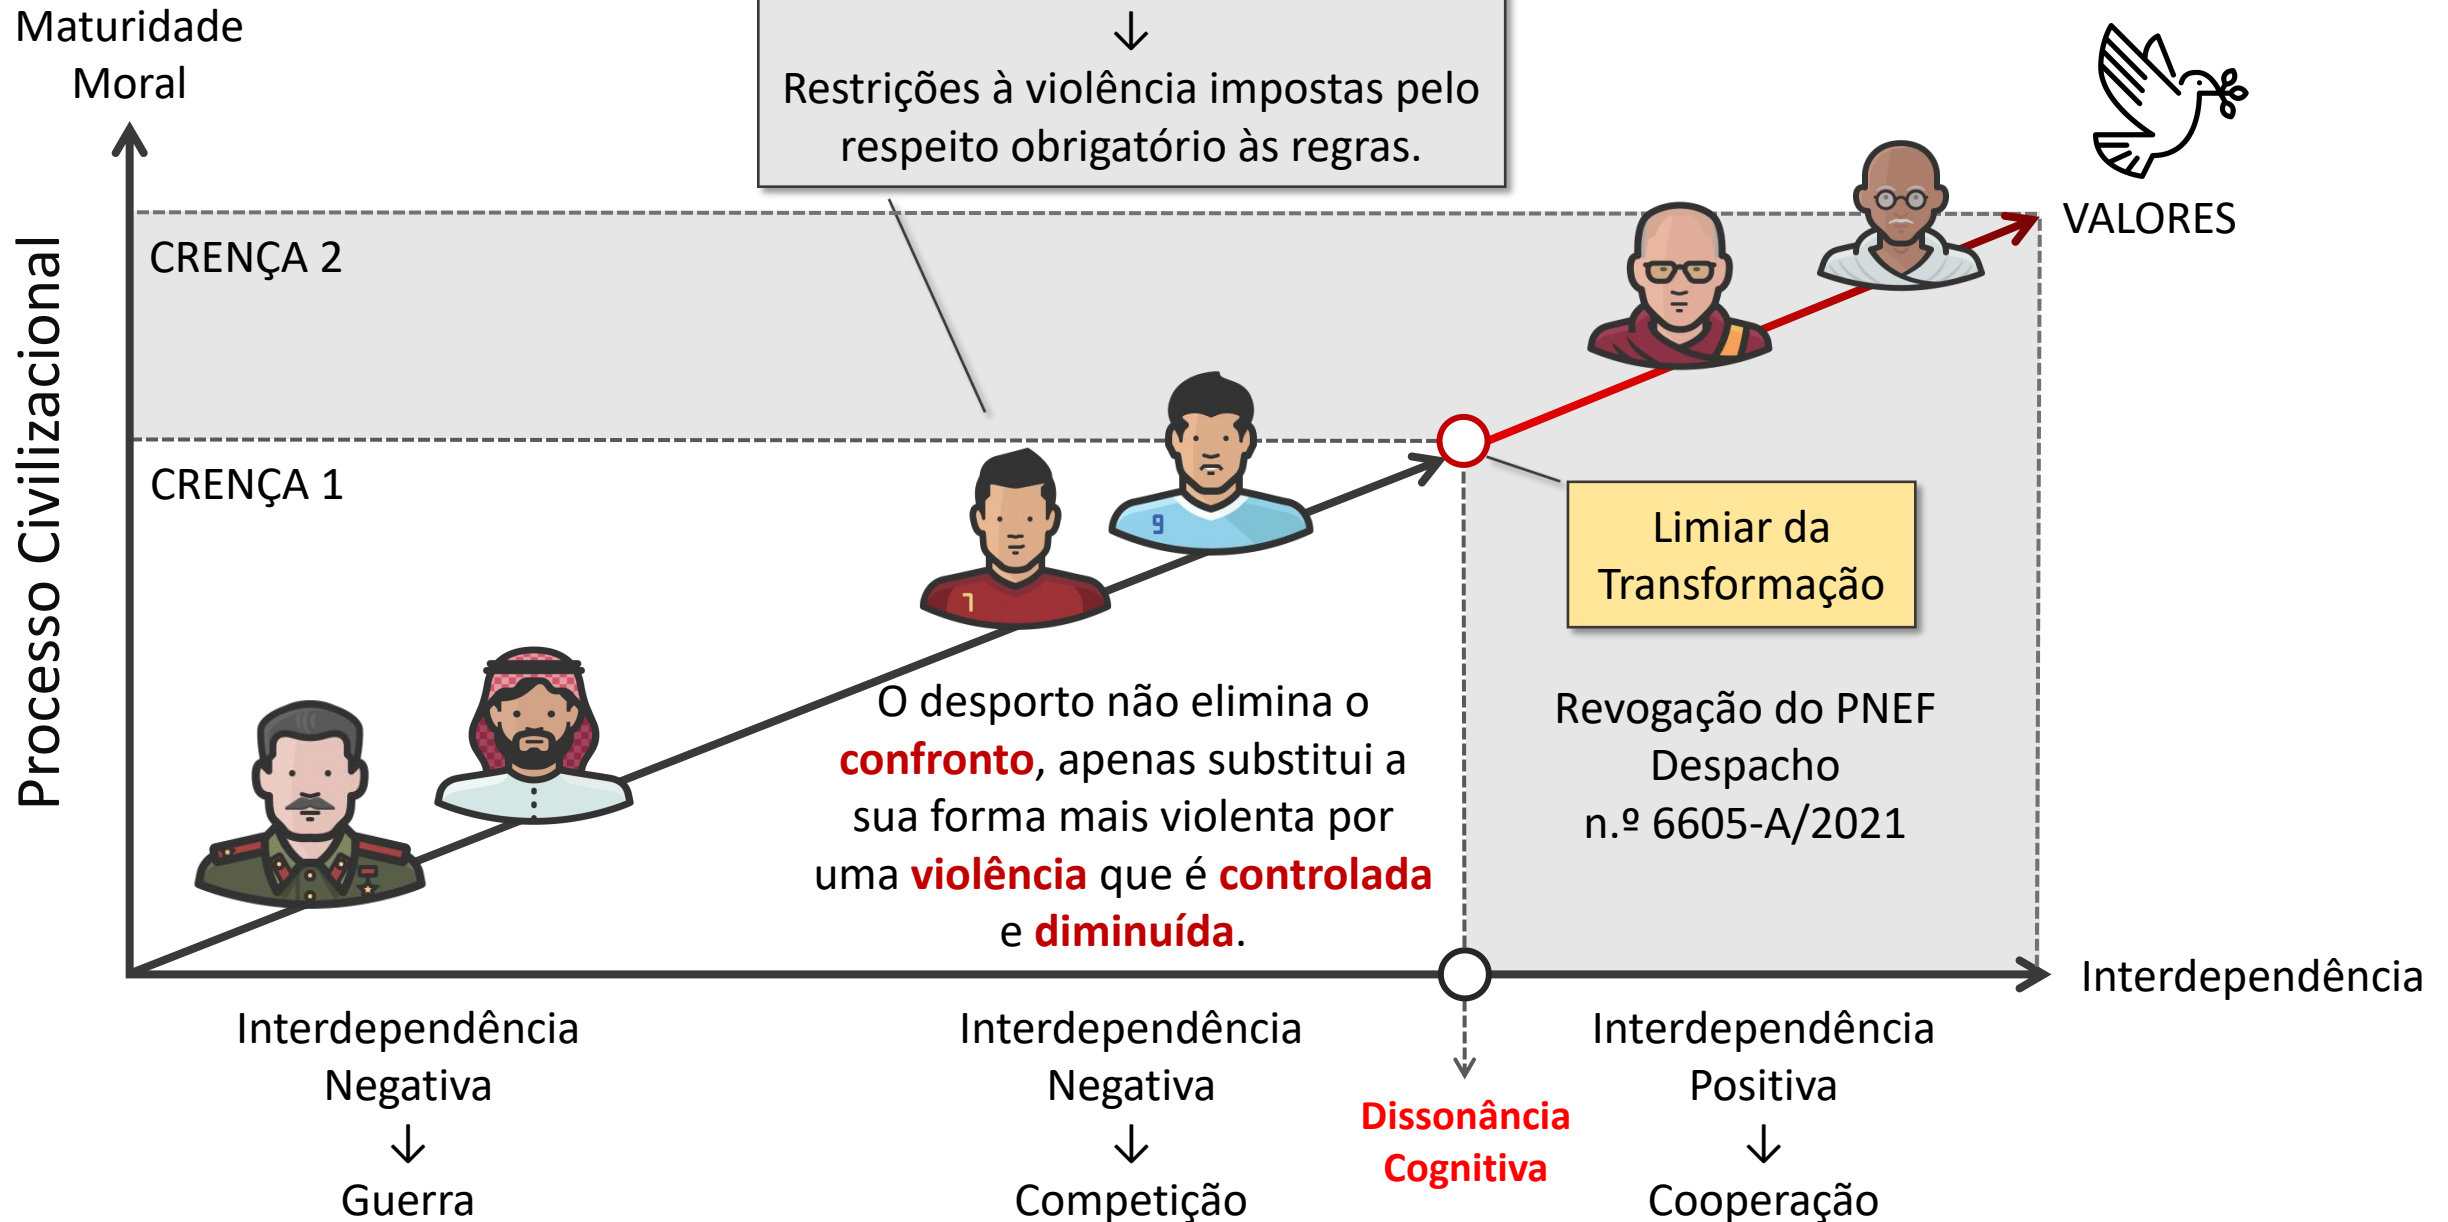 Maturidade
Moral
↓
Restrições à violência impostas pelo
respeito obrigatório às regras.
VALORES
Processo Civilizacional
CRENÇA 2
CRENÇA 1
9
7
Limiar da
Transformação
O desporto não elimina o
confronto, apenas substitui a
sua forma mais violenta por
uma violência que é controlada
e diminuída.
Revogação do PNEF
Despacho
n.º 6605-A/2021
Interdependência
Interdependência
Negativa
↓
Guerra
Interdependência
Negativa
↓
Competição
Dissonância
Cognitiva
Interdependência
Positiva
↓
Cooperação